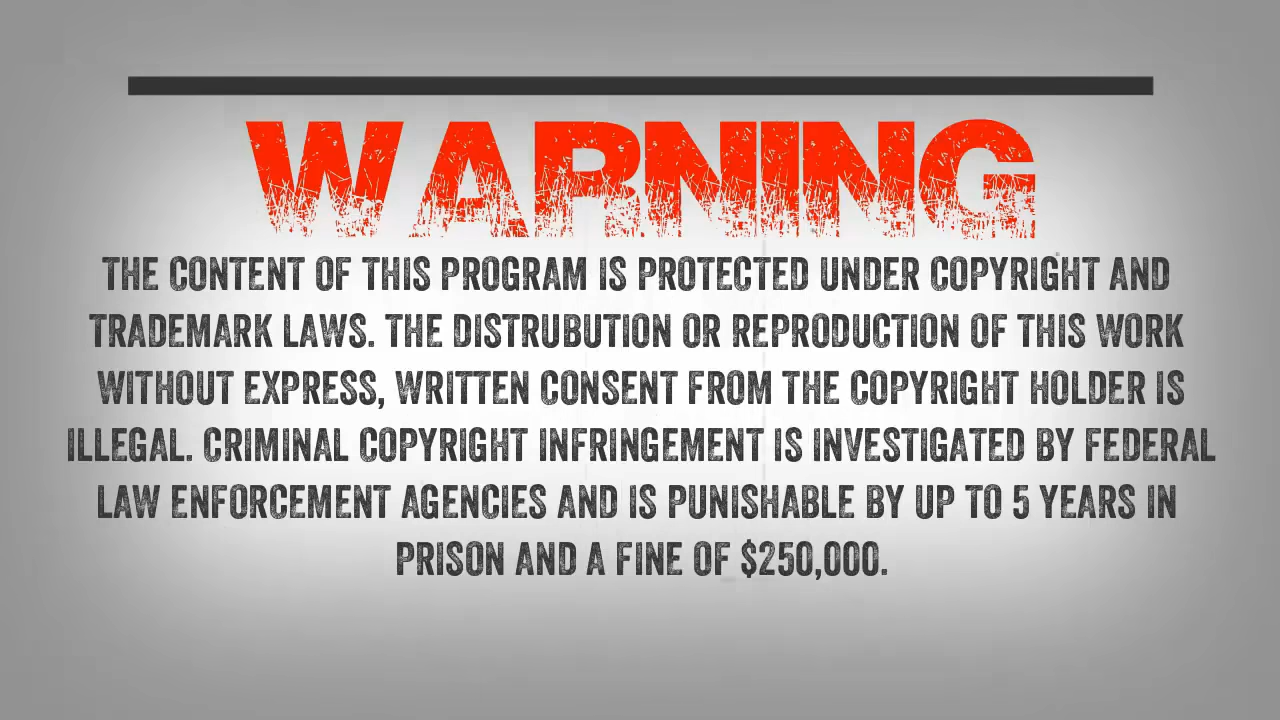 WARNING
THE CONTENT OF THIS PROGRAM IS PROTECTED UNDER COPYRIGHT AND
TRADEMARK LAWS. THE DISTRUBUTION OR REPRODUCTION OF THIS WORK
WITHOUT EXPRESS, WRITTEN CONSENT FROM THE COPYRIGHT HOLDER IS
ILLEGAL. CRIMINAL COPYRIGHT INFRINGEMENT IS INVESTIGATED BY FEDERAL
LAW ENFORCEMENT AGENCIES AND IS PUNISHABLE BY UP TO 5 YEARS IN
PRISON AND A FINE OF $250,000.